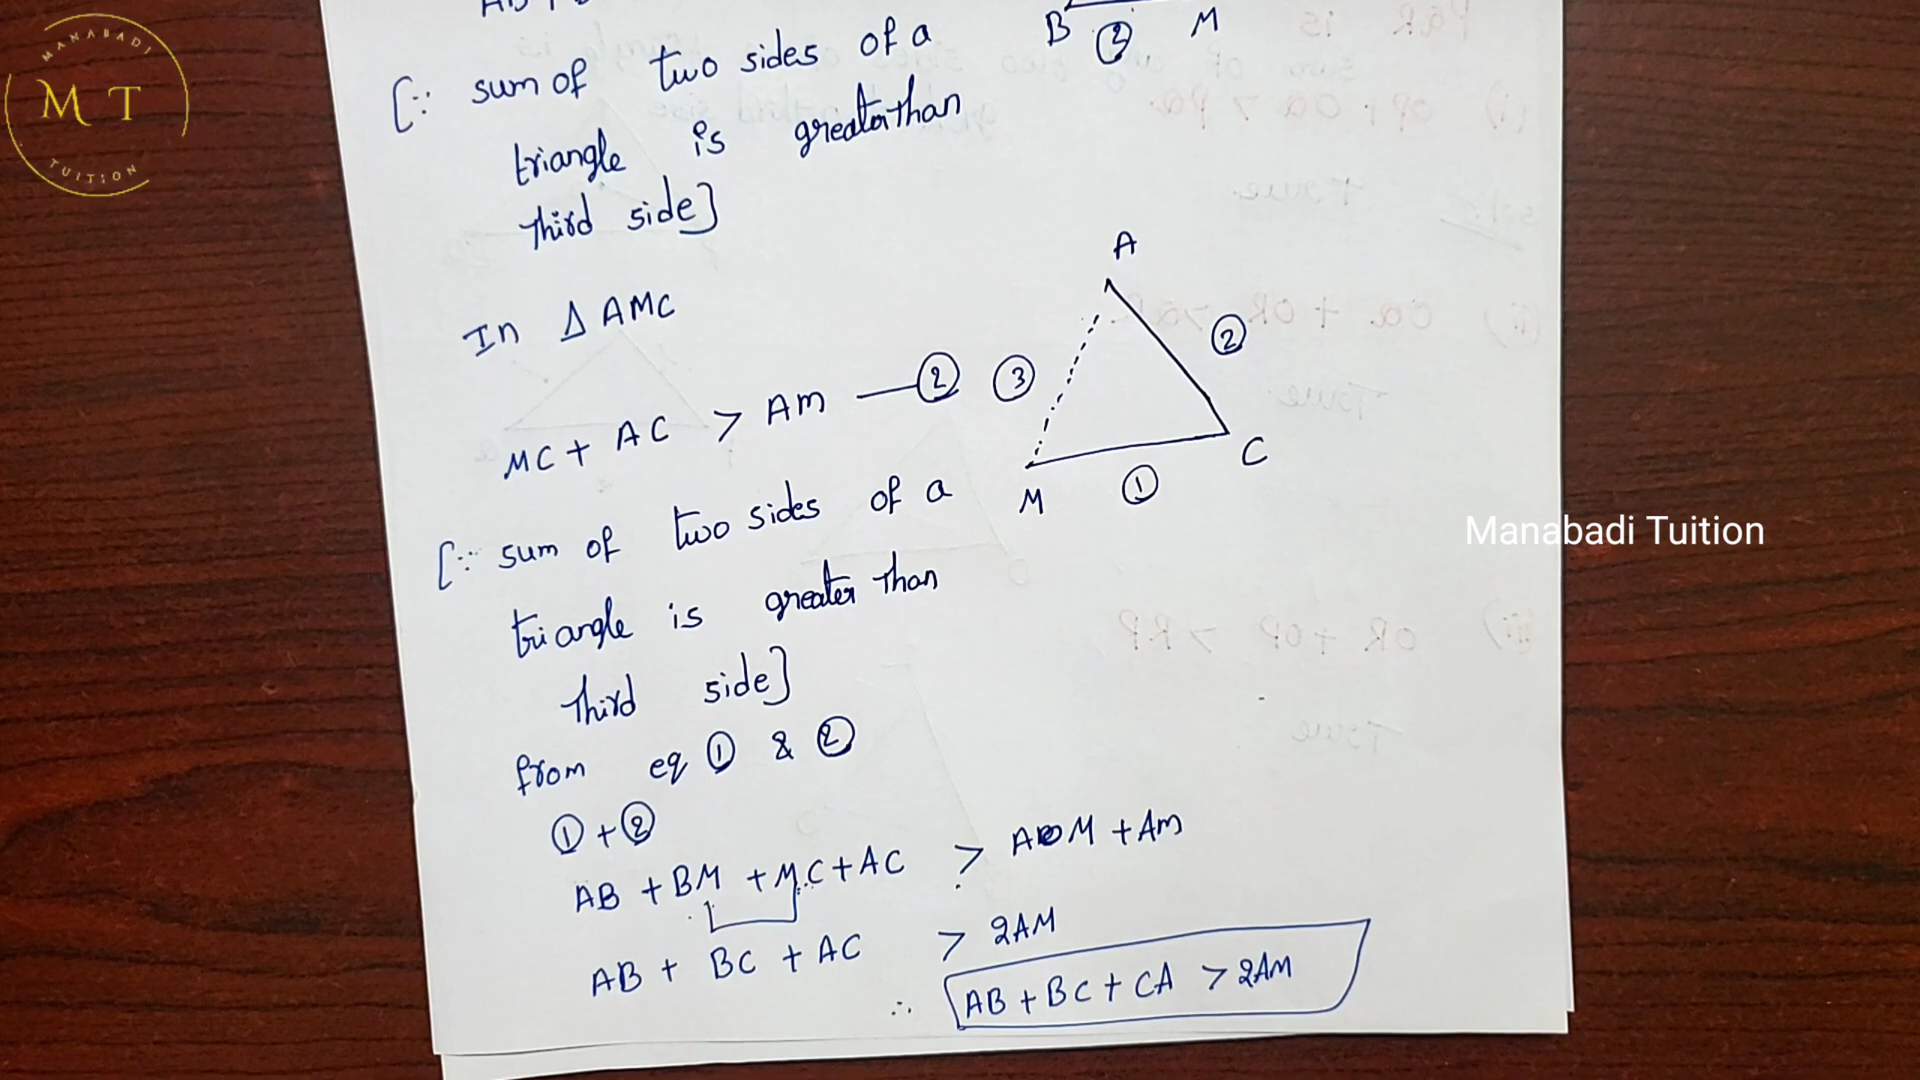 MANABADI
M T
TUITION
B M
②
[∵ sum of two sides of a
triangle is greater than
third side]
In Δ AMC
MC + AC > AM — ②
A
②
③
M C
①
[∵ sum of two sides of a
triangle is greater than
third side]
from eq ① & ②
① + ②
AB + BM + MC + AC > AM + AM
AB + BC + AC > 2AM
∴ AB + BC + CA > 2AM
Manabadi Tuition